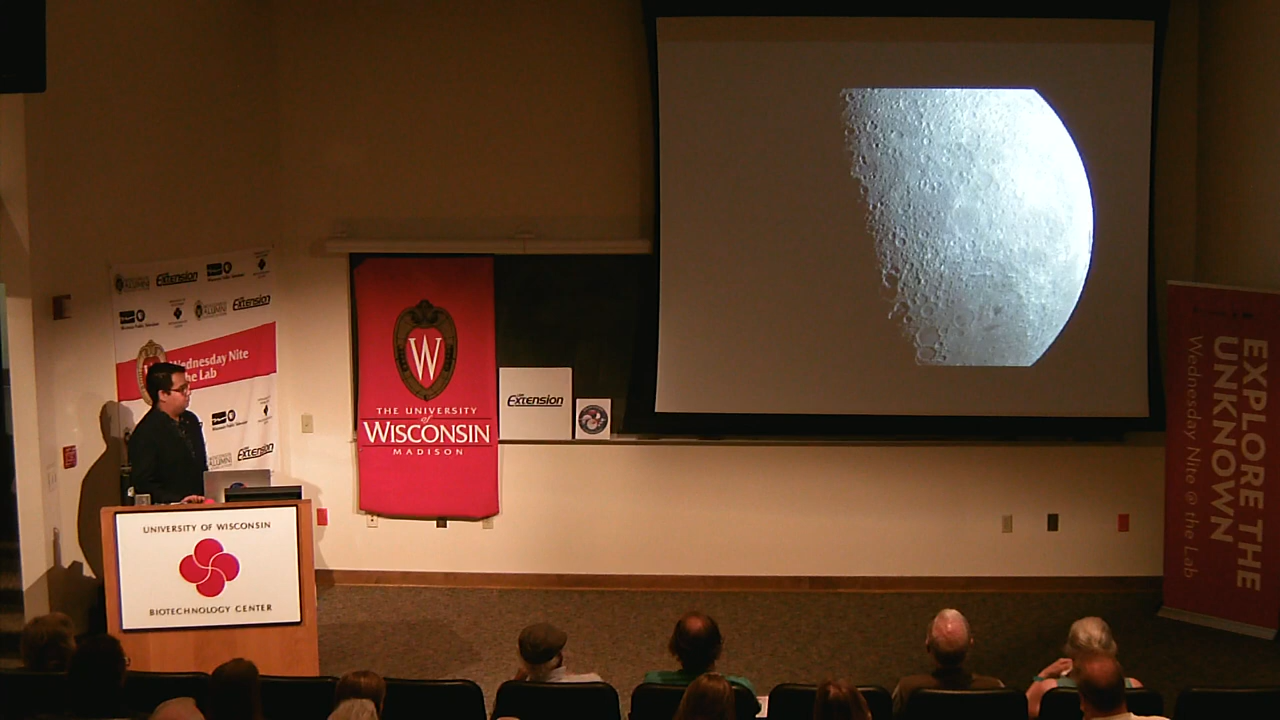 Extension
Extension
Wednesday Nite
the Lab
Extension
W
THE UNIVERSITY
of
WISCONSIN
MADISON
Extension
UNIVERSITY OF WISCONSIN
BIOTECHNOLOGY CENTER
EXPLORE THE
UNKNOWN
Wednesday Nite @ the Lab